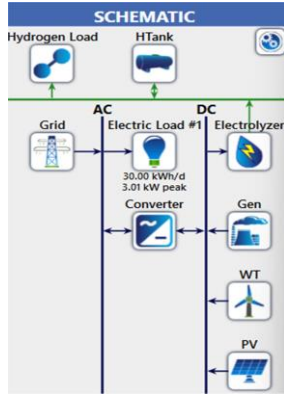 SCHEMATIC
Hydrogen Load HTank
AC DC
Grid Electric Load #1 Electrolyzer
30.00 kWh/d
3.01 kW peak
Converter Gen
WT
PV